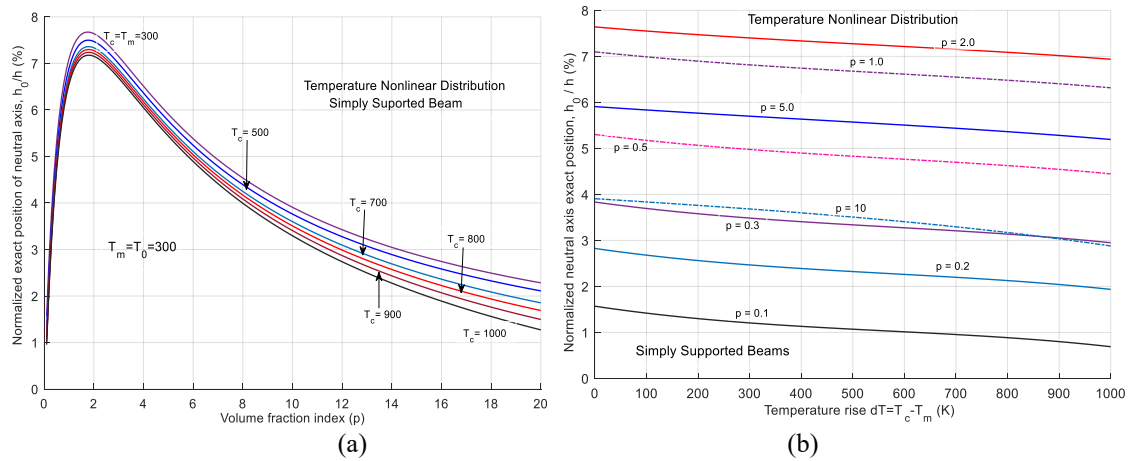 8
7
6
5
4
3
2
1
0
Normalized exact position of neutral axis, h0/h (%)
Tc=Tm=300
Temperature Nonlinear Distribution
Simply Suported Beam
Tc= 500
Tc= 700
Tc= 800
Tm=T0=300
Tc=900
Tc= 1000
0 2 4 6 8 10 12 14 16 18 20
Volume fraction index (p)
(a)
8
7
6
5
4
3
2
1
0
Normalized neutral axis exact position, h0 / h (%)
Temperature Nonlinear Distribution
p = 2.0
p = 1.0
p = 5.0
p = 0.5
p = 10
p = 0.3
p = 0.2
p = 0.1
Simply Supported Beams
0 100 200 300 400 500 600 700 800 900 1000
Temperature rise dT=Tc-Tm (K)
(b)